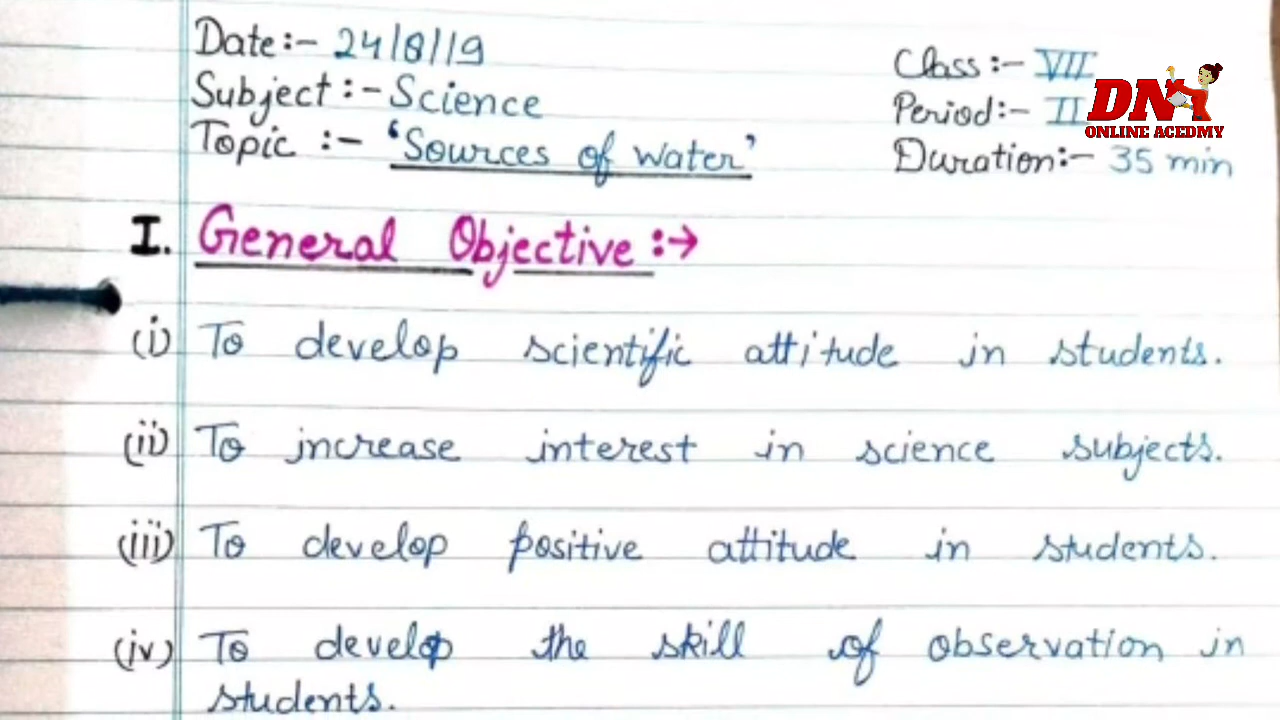 Date:- 24/8/19
Subject:- Science
Topic :- 'Sources of water'
Class:- VII
Period:- II
Duration:- 35 min
DN
ONLINE ACEDMY
I. General Objective:→
(i) To develop scientific attitude in students.
(ii) To increase interest in science subjects.
(iii) To develop positive attitude in students.
(iv) To develop the skill of observation in
students.